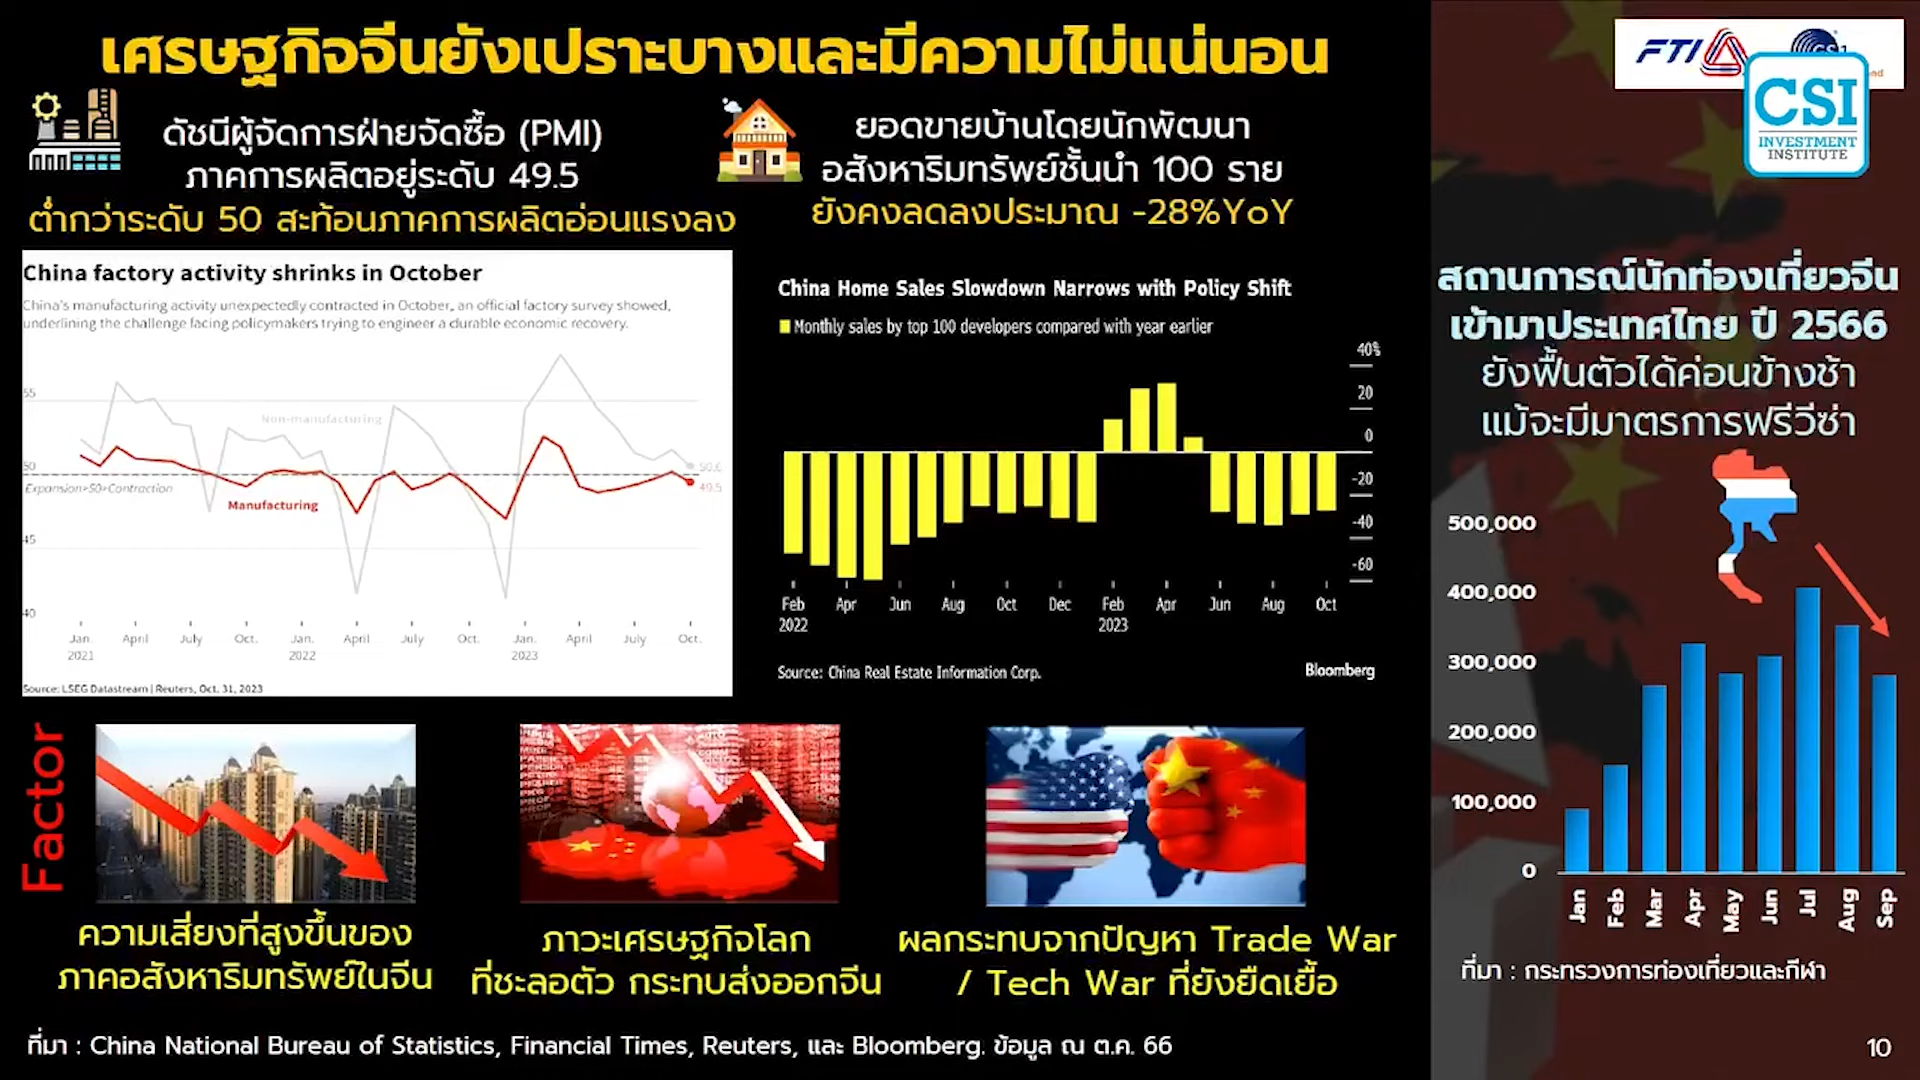 เศรษฐกิจจีนยังเปราะบางและมีความไม่แน่นอน
ดัชนีผู้จัดการฝ่ายจัดซื้อ (PMI)
ภาคการผลิตอยู่ระดับ 49.5
ต่ำกว่าระดับ 50 สะท้อนภาคการผลิตอ่อนแรงลง
China factory activity shrinks in October
China's manufacturing activity unexpectedly contracted in October, an official factory survey showed,
underlining the challenge facing policymakers trying to engineer a durable economic recovery.
55
Non-manufacturing
50
50.6
Expansion>50>Contraction
49.5
Manufacturing
45
40
Jan. April July Oct. Jan. April July Oct. Jan. April July Oct.
2021 2022 2023
Source: LSEG Datastream | Reuters, Oct. 31, 2023
ยอดขายบ้านโดยนักพัฒนา
อสังหาริมทรัพย์ชั้นนำ 100 ราย
ยังคงลดลงประมาณ -28%YoY
China Home Sales Slowdown Narrows with Policy Shift
Monthly sales by top 100 developers compared with year earlier
40%
20
0
-20
-40
-60
Feb Apr Jun Aug Oct Dec Feb Apr Jun Aug Oct
2022 2023
Source: China Real Estate Information Corp. Bloomberg
FTI
GS1
CSI
INVESTMENT
INSTITUTE
สถานการณ์นักท่องเที่ยวจีน
เข้ามาประเทศไทย ปี 2566
ยังฟื้นตัวได้ค่อนข้างช้า
แม้จะมีมาตรการฟรีวีซ่า
500,000
400,000
300,000
200,000
100,000
0
Jan Feb Mar Apr May Jun Jul Aug Sep
ที่มา : กระทรวงการท่องเที่ยวและกีฬา
Factor
ความเสี่ยงที่สูงขึ้นของ
ภาคอสังหาริมทรัพย์ในจีน
ภาวะเศรษฐกิจโลก
ที่ชะลอตัว กระทบส่งออกจีน
ผลกระทบจากปัญหา Trade War
/ Tech War ที่ยังยืดเยื้อ
ที่มา : China National Bureau of Statistics, Financial Times, Reuters, และ Bloomberg. ข้อมูล ณ ต.ค. 66
10